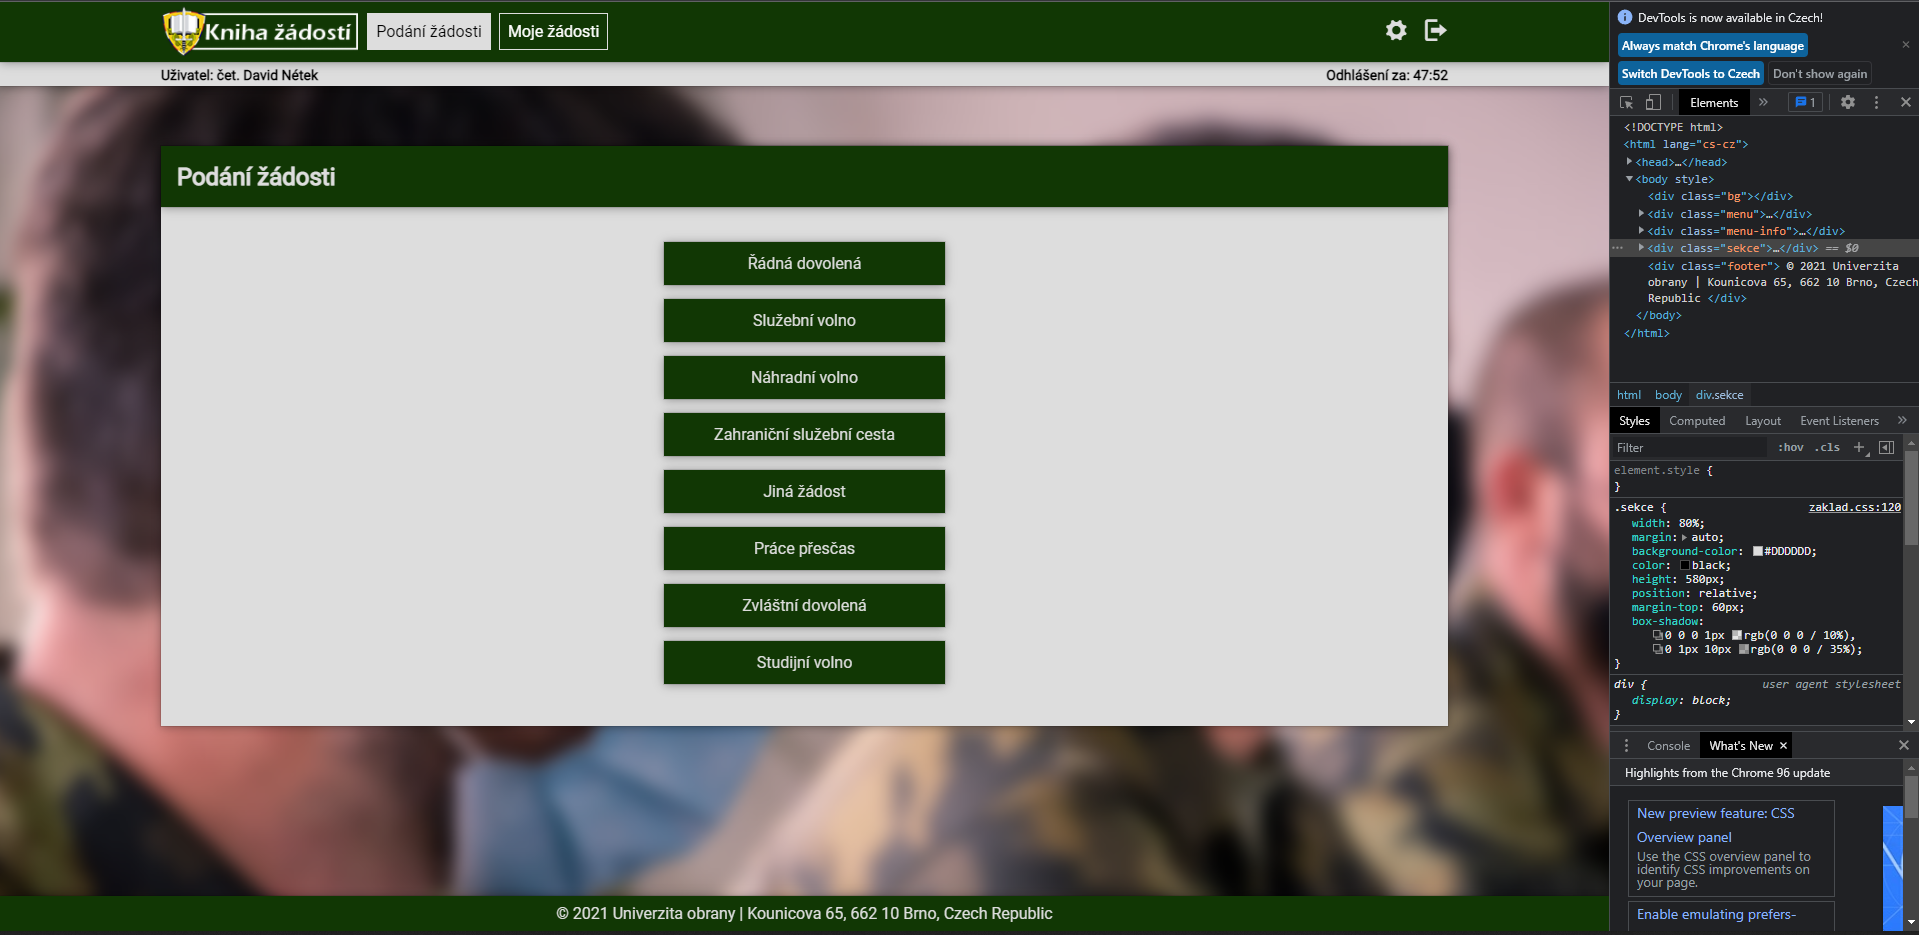 Kniha žádostí
Podání žádosti
Moje žádosti
Uživatel: čet. David Nétek
Odhlášení za: 47:52
Podání žádosti
Řádná dovolená
Služební volno
Náhradní volno
Zahraniční služební cesta
Jiná žádost
Práce přesčas
Zvláštní dovolená
Studijní volno
© 2021 Univerzita obrany | Kounicova 65, 662 10 Brno, Czech Republic
DevTools is now available in Czech!
Always match Chrome's language
Switch DevTools to Czech
Don't show again
Elements
1
<!DOCTYPE html>
<html lang="cs-cz">
<head>…</head>
<body style>
<div class="bg"></div>
<div class="menu">…</div>
<div class="menu-info">…</div>
<div class="sekce">…</div> == $0
<div class="footer"> © 2021 Univerzita
obrany | Kounicova 65, 662 10 Brno, Czech
Republic </div>
</body>
</html>
html body div.sekce
Styles Computed Layout Event Listeners
Filter :hov .cls
element.style {
}
.sekce { zaklad.css:120
width: 80%;
margin: auto;
background-color: #DDDDDD;
color: black;
height: 580px;
position: relative;
margin-top: 60px;
box-shadow:
0 0 0 1px rgb(0 0 0 / 10%),
0 1px 10px rgb(0 0 0 / 35%);
}
div { user agent stylesheet
display: block;
}
Console What's New
Highlights from the Chrome 96 update
New preview feature: CSS
Overview panel
Use the CSS overview panel to
identify CSS improvements on
your page.
Enable emulating prefers-